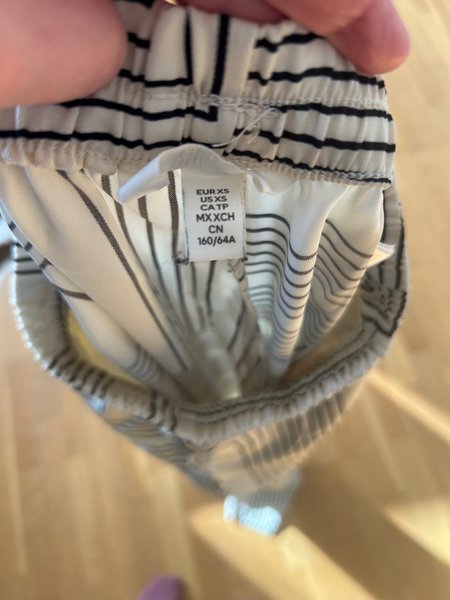 EUR XS
US XS
CA TP
MX XCH
CN
160/64A